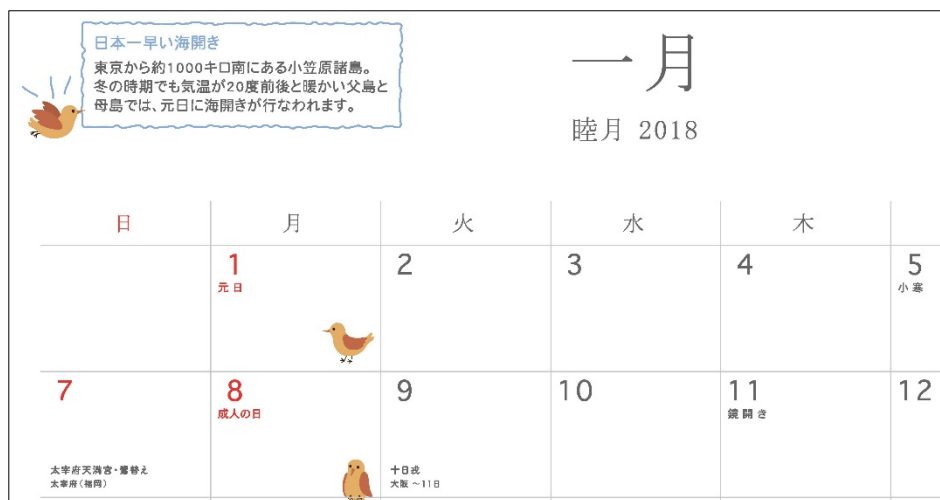 日本一早い海開き
東京から約1000キロ南にある小笠原諸島。
冬の時期でも気温が20度前後と暖かい父島と
母島では、元日に海開きが行なわれます。
一月
睦月 2018
日 月 火 水 木
1 2 3 4 5
元日 小寒
7 8 9 10 11 12
成人の日 鏡開き
太宰府天満宮・鷽替え 十日戎
太宰府(福岡) 大阪 〜11日